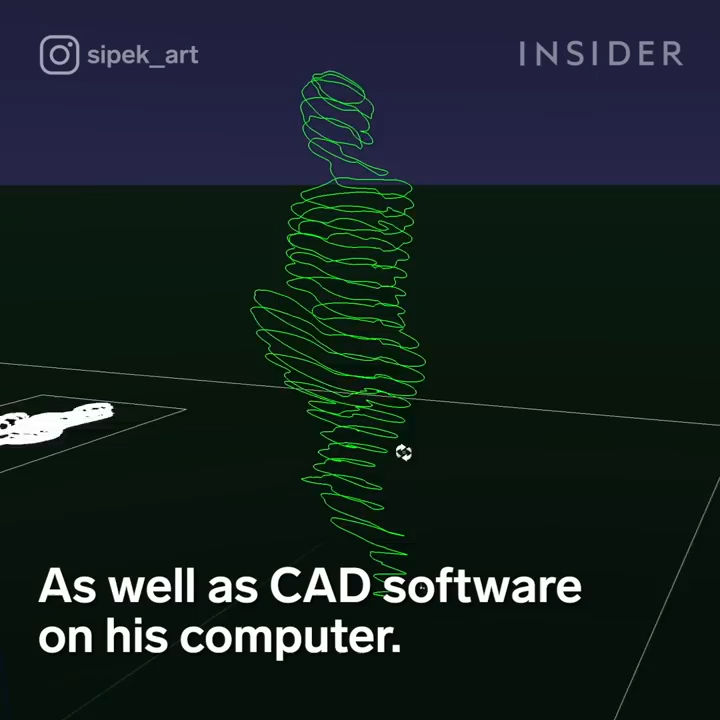 sipek_art
INSIDER
As well as CAD software
on his computer.